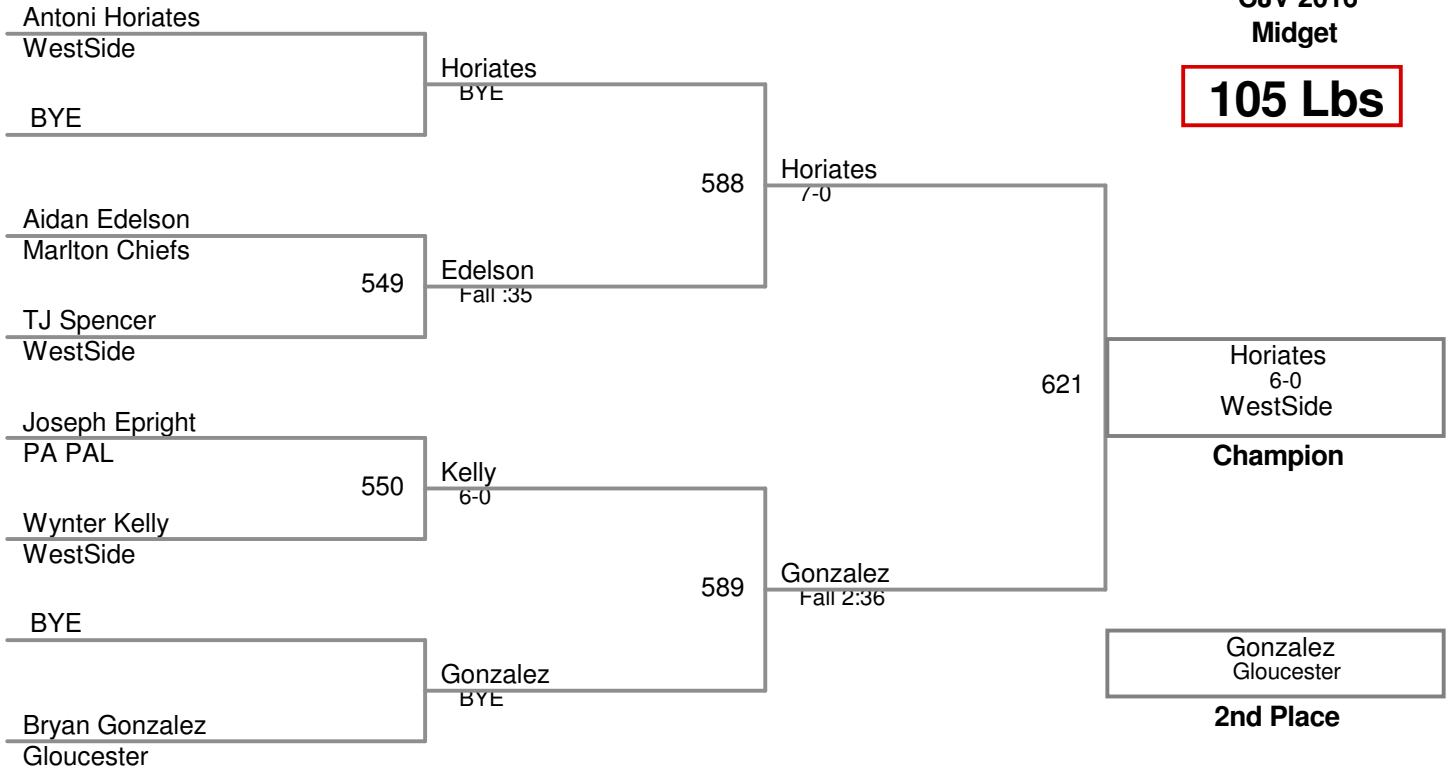 Antoni Horiates
WestSide
BYE
Horiates
BYE
Aidan Edelson
Marlton Chiefs
549
TJ Spencer
WestSide
Edelson
Fall :35
588
Horiates
7-0
Joseph Epright
PA PAL
550
Wynter Kelly
WestSide
Kelly
6-0
BYE
Bryan Gonzalez
Gloucester
Gonzalez
BYE
589
Gonzalez
Fall 2:36
621
2016
Midget
105 Lbs
Horiates
6-0
WestSide
Champion
Gonzalez
Gloucester
2nd Place